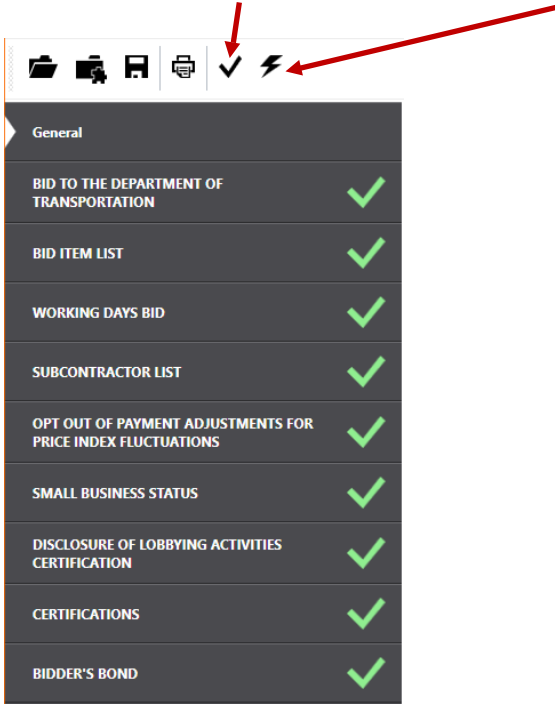 General
BID TO THE DEPARTMENT OF
TRANSPORTATION
BID ITEM LIST
WORKING DAYS BID
SUBCONTRACTOR LIST
OPT OUT OF PAYMENT ADJUSTMENTS FOR
PRICE INDEX FLUCTUATIONS
SMALL BUSINESS STATUS
DISCLOSURE OF LOBBYING ACTIVITIES
CERTIFICATION
CERTIFICATIONS
BIDDER'S BOND